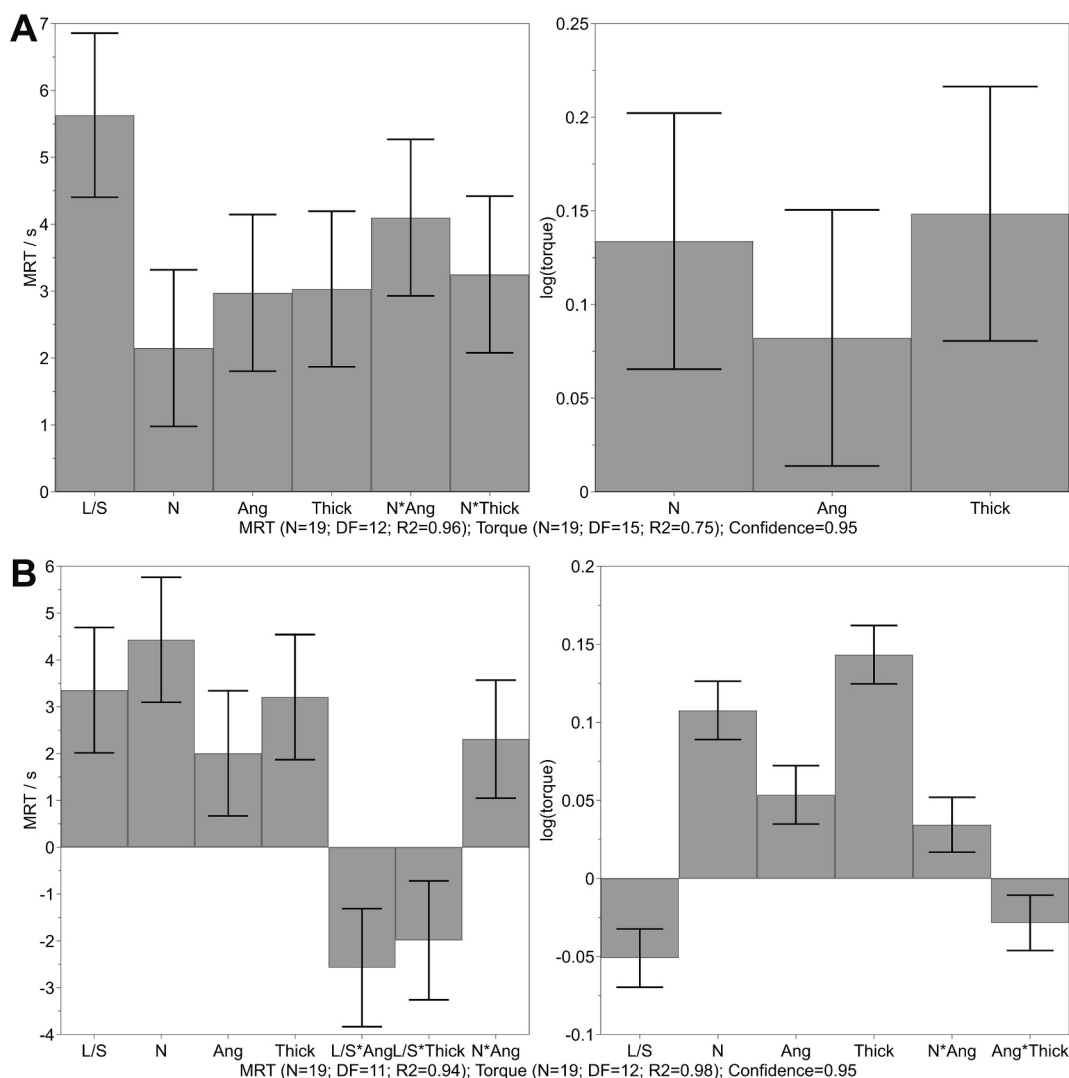 A
MRT / s
7
6
5
4
3
2
1
0
L/S N Ang Thick N*Ang N*Thick
log(torque)
0.25
0.2
0.15
0.1
0.05
0
N Ang Thick
MRT (N=19; DF=12; R2=0.96); Torque (N=19; DF=15; R2=0.75); Confidence=0.95
B
MRT / s
6
5
4
3
2
1
0
-1
-2
-3
-4
L/S N Ang Thick L/S*Ang L/S*Thick N*Ang
log(torque)
0.2
0.15
0.1
0.05
0
-0.05
-0.1
L/S N Ang Thick N*Ang Ang*Thick
MRT (N=19; DF=11; R2=0.94); Torque (N=19; DF=12; R2=0.98); Confidence=0.95